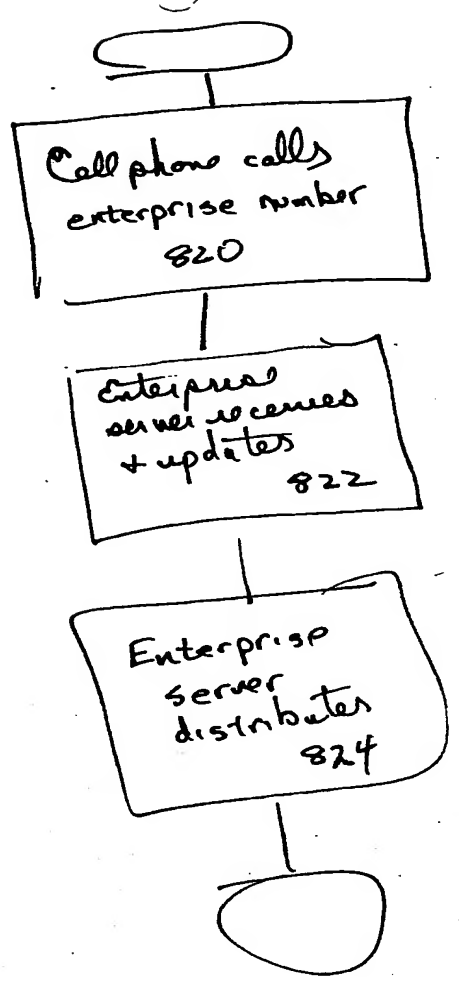 Cell phone calls
enterprise number
820
Enterprise
server receives
+ updates
822
Enterprise
server
distributes
824